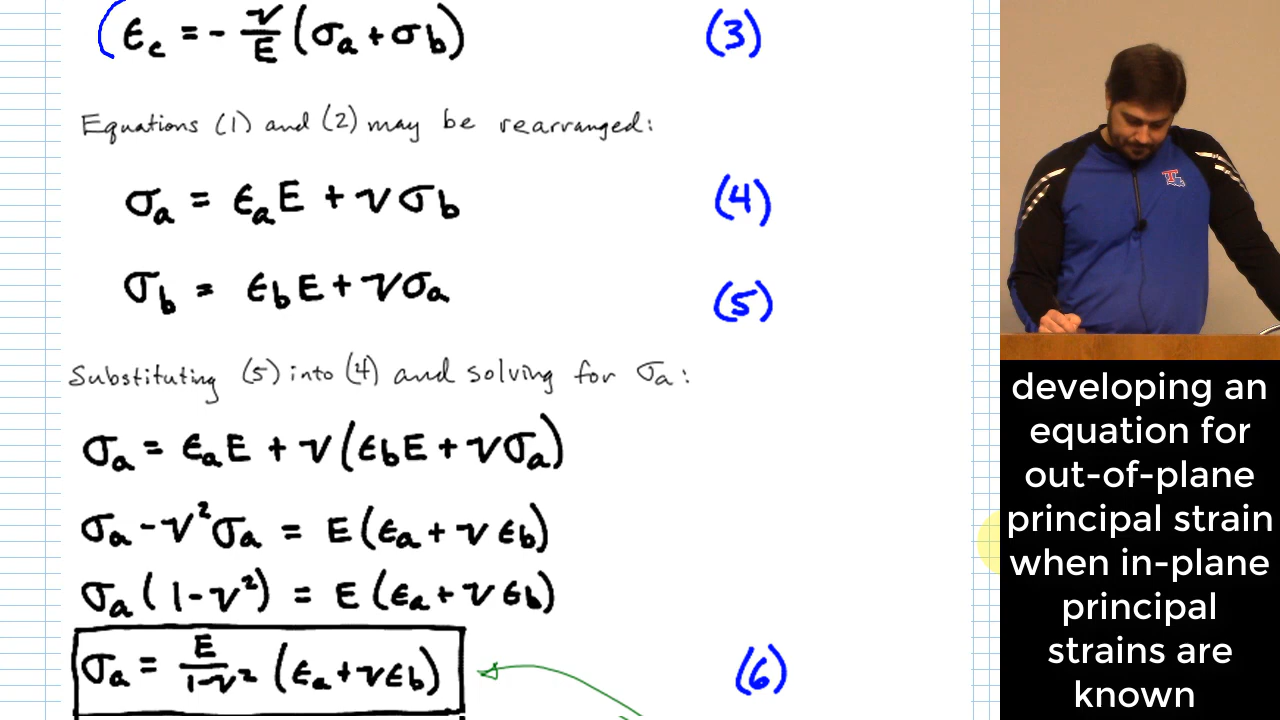 ϵc = - ν/E (σa + σb) (3)
Equations (1) and (2) may be rearranged:
σa = ϵaE + νσb (4)
σb = ϵbE + νσa (5)
Substituting (5) into (4) and solving for σa:
σa = ϵaE + ν(ϵbE + νσa)
σa - ν²σa = E(ϵa + νϵb)
σa(1-ν²) = E(ϵa + νϵb)
σa = E/1-ν² (ϵa + νϵb) (6)
developing an
equation for
out-of-plane
principal strain
when in-plane
principal
strains are
known